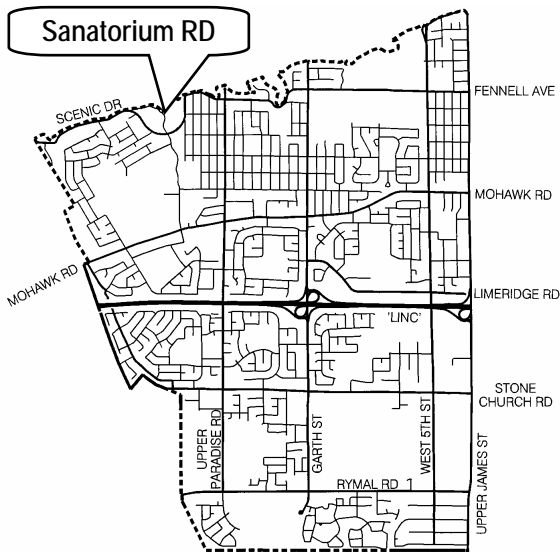 Sanatorium RD
SCENIC DR
FENNELL AVE
MOHAWK RD
MOHAWK RD
LIMERIDGE RD
'LINC'
STONE
CHURCH RD
UPPER
PARADISE RD
GARTH ST
WEST 5TH ST
UPPER JAMES ST
RYMAL RD